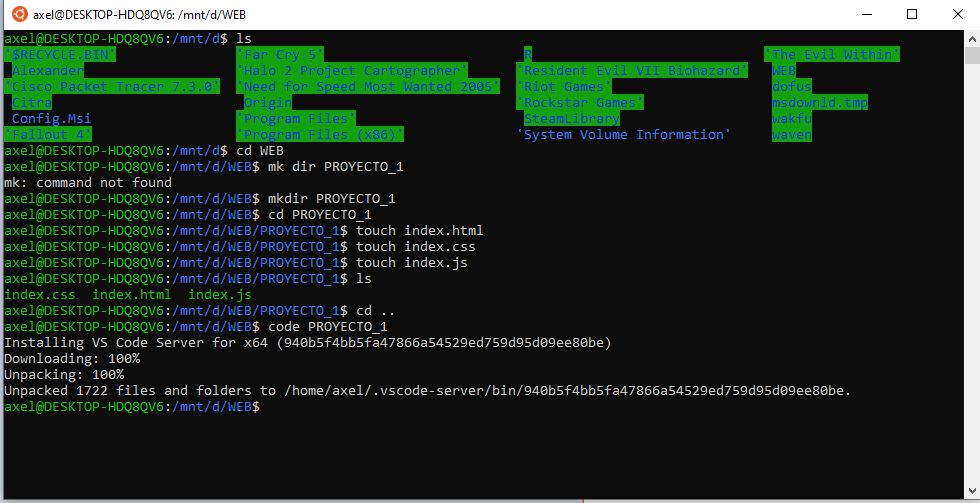 axel@DESKTOP-HDQ8QV6: /mnt/d/WEB
axel@DESKTOP-HDQ8QV6:/mnt/d$ ls
'$RECYCLE.BIN' 'Far Cry 5' R 'The Evil Within'
Alexander 'Halo 2 Project Cartographer' 'Resident Evil VII Biohazard' WEB
'Cisco Packet Tracer 7.3.0' 'Need for Speed Most Wanted 2005' 'Riot Games' dofus
Citra Origin 'Rockstar Games' msdownld.tmp
Config.Msi 'Program Files' SteamLibrary wakfu
'Fallout 4' 'Program Files (x86)' 'System Volume Information' waven
axel@DESKTOP-HDQ8QV6:/mnt/d$ cd WEB
axel@DESKTOP-HDQ8QV6:/mnt/d/WEB$ mk dir PROYECTO_1
mk: command not found
axel@DESKTOP-HDQ8QV6:/mnt/d/WEB$ mkdir PROYECTO_1
axel@DESKTOP-HDQ8QV6:/mnt/d/WEB$ cd PROYECTO_1
axel@DESKTOP-HDQ8QV6:/mnt/d/WEB/PROYECTO_1$ touch index.html
axel@DESKTOP-HDQ8QV6:/mnt/d/WEB/PROYECTO_1$ touch index.css
axel@DESKTOP-HDQ8QV6:/mnt/d/WEB/PROYECTO_1$ touch index.js
axel@DESKTOP-HDQ8QV6:/mnt/d/WEB/PROYECTO_1$ ls
index.css index.html index.js
axel@DESKTOP-HDQ8QV6:/mnt/d/WEB/PROYECTO_1$ cd ..
axel@DESKTOP-HDQ8QV6:/mnt/d/WEB$ code PROYECTO_1
Installing VS Code Server for x64 (940b5f4bb5fa47866a54529ed759d95d09ee80be)
Downloading: 100%
Unpacking: 100%
Unpacked 1722 files and folders to /home/axel/.vscode-server/bin/940b5f4bb5fa47866a54529ed759d95d09ee80be.
axel@DESKTOP-HDQ8QV6:/mnt/d/WEB$